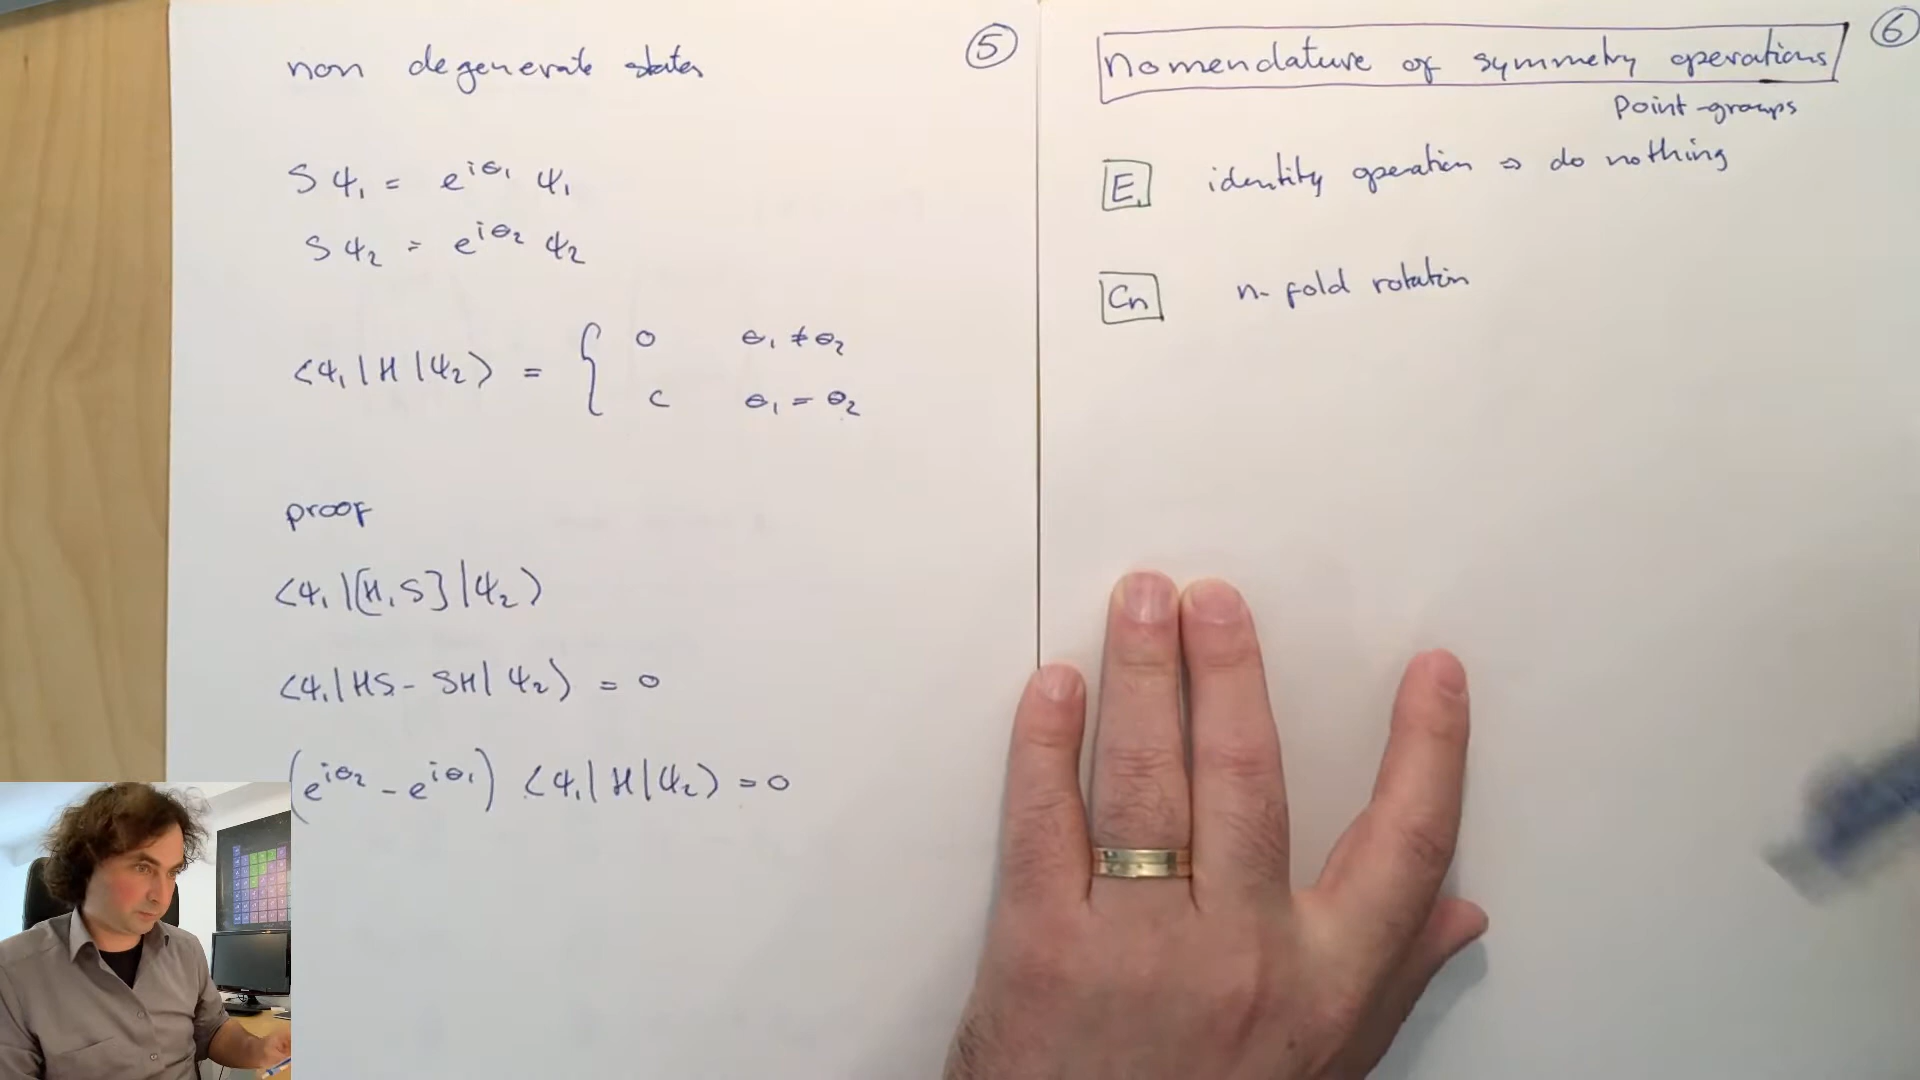 non degenerate states
5
S ψ₁ = e^{iθ₁} ψ₁
S ψ₂ = e^{iθ₂} ψ₂
⟨ψ₁|H|ψ₂⟩ = { 0 θ₁ ≠ θ₂
c θ₁ = θ₂
proof
⟨ψ₁|[H,S]|ψ₂⟩
⟨ψ₁|HS - SH|ψ₂⟩ = 0
(e^{iθ₂} - e^{iθ₁}) ⟨ψ₁|H|ψ₂⟩ = 0
6
Nomenclature of symmetry operations
Point-groups
E identity operation ⇒ do nothing
Cn n-fold rotation